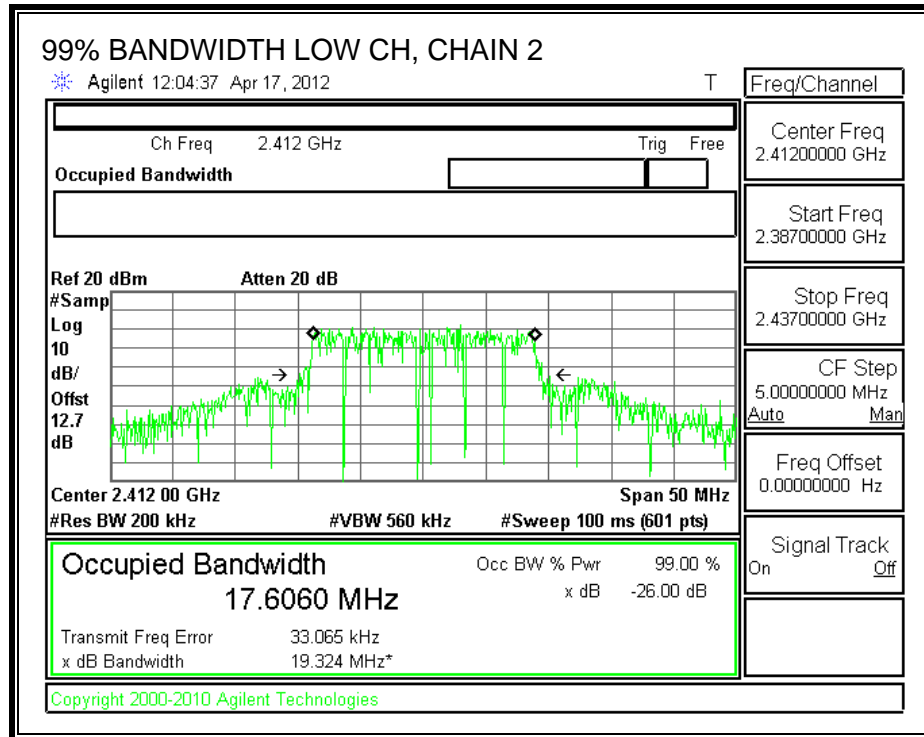 99% BANDWIDTH LOW CH, CHAIN 2
Agilent 12:04:37 Apr 17, 2012 T
Ch Freq 2.412 GHz Trig Free
Occupied Bandwidth
Ref 20 dBm Atten 20 dB
#Samp
Log
10
dB/
Offst
12.7
dB
Center 2.412 00 GHz Span 50 MHz
#Res BW 200 kHz #VBW 560 kHz #Sweep 100 ms (601 pts)
Occupied Bandwidth
17.6060 MHz
Occ BW % Pwr 99.00 %
x dB -26.00 dB
Transmit Freq Error 33.065 kHz
x dB Bandwidth 19.324 MHz*
Copyright 2000-2010 Agilent Technologies
Freq/Channel
Center Freq
2.41200000 GHz
Start Freq
2.38700000 GHz
Stop Freq
2.43700000 GHz
CF Step
5.00000000 MHz
Auto Man
Freq Offset
0.00000000 Hz
Signal Track
On Off